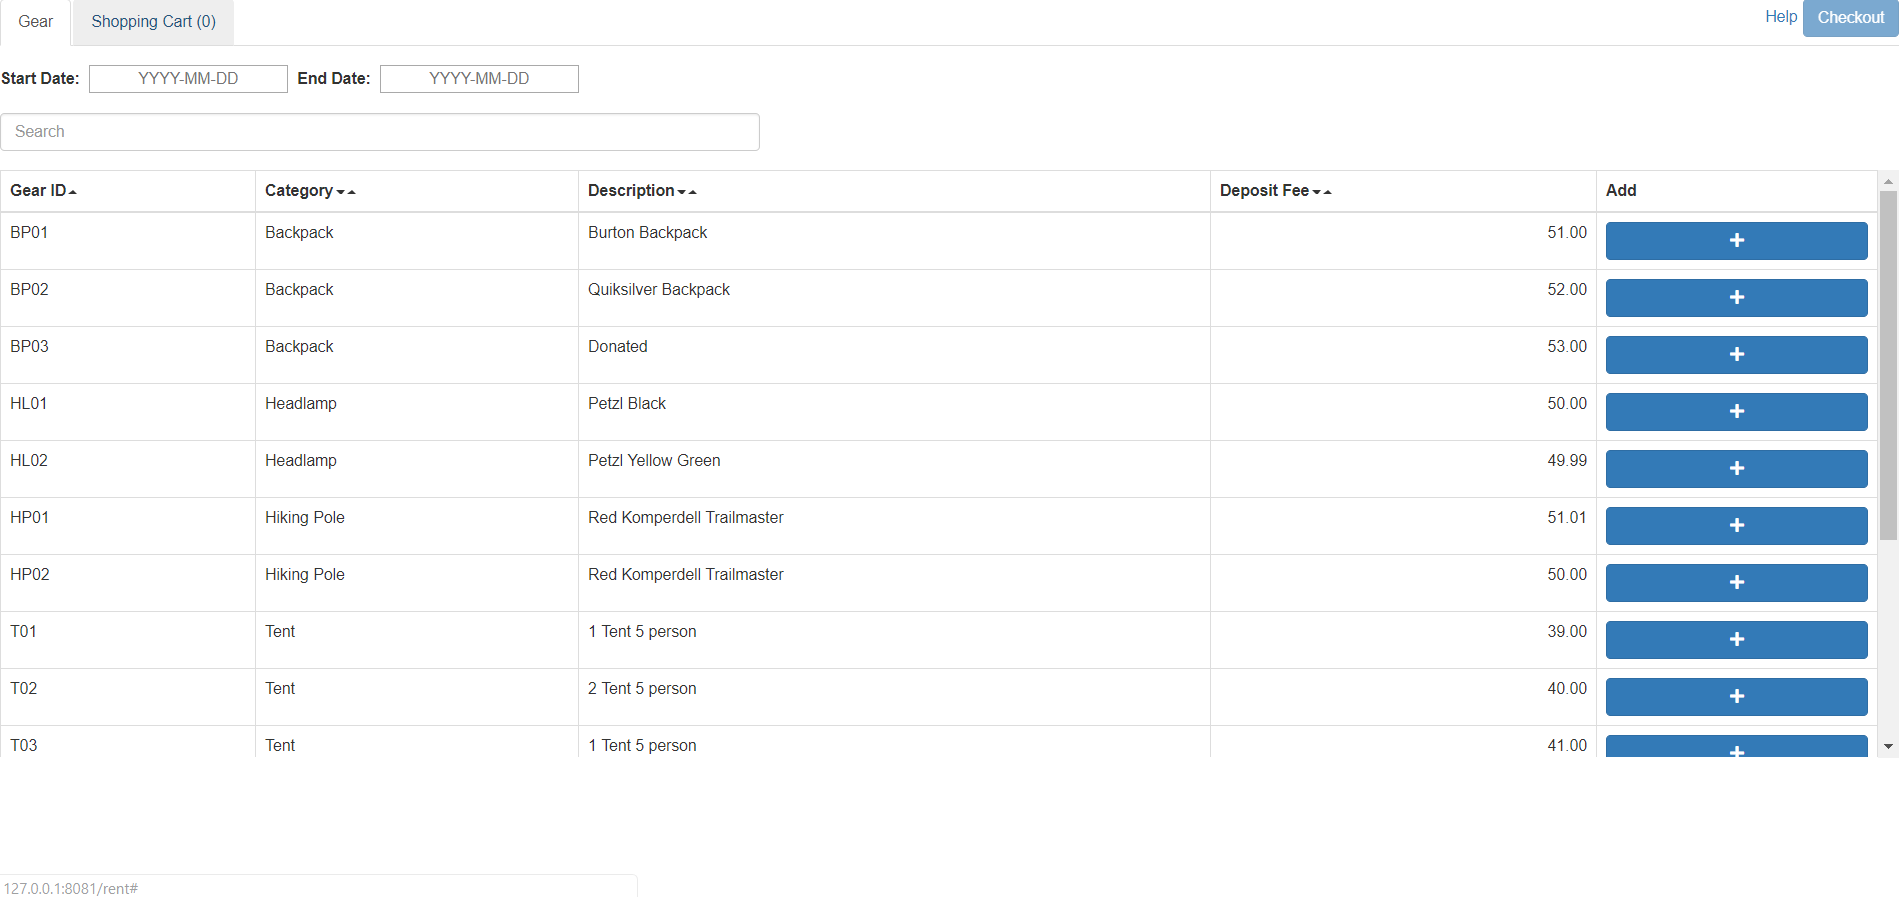 Gear Shopping Cart (0) Help Checkout
Start Date: YYYY-MM-DD End Date: YYYY-MM-DD
Search
Gear ID Category Description Deposit Fee Add
BP01 Backpack Burton Backpack 51.00
BP02 Backpack Quiksilver Backpack 52.00
BP03 Backpack Donated 53.00
HL01 Headlamp Petzl Black 50.00
HL02 Headlamp Petzl Yellow Green 49.99
HP01 Hiking Pole Red Komperdell Trailmaster 51.01
HP02 Hiking Pole Red Komperdell Trailmaster 50.00
T01 Tent 1 Tent 5 person 39.00
T02 Tent 2 Tent 5 person 40.00
T03 Tent 1 Tent 5 person 41.00
127.0.0.1:8081/rent#